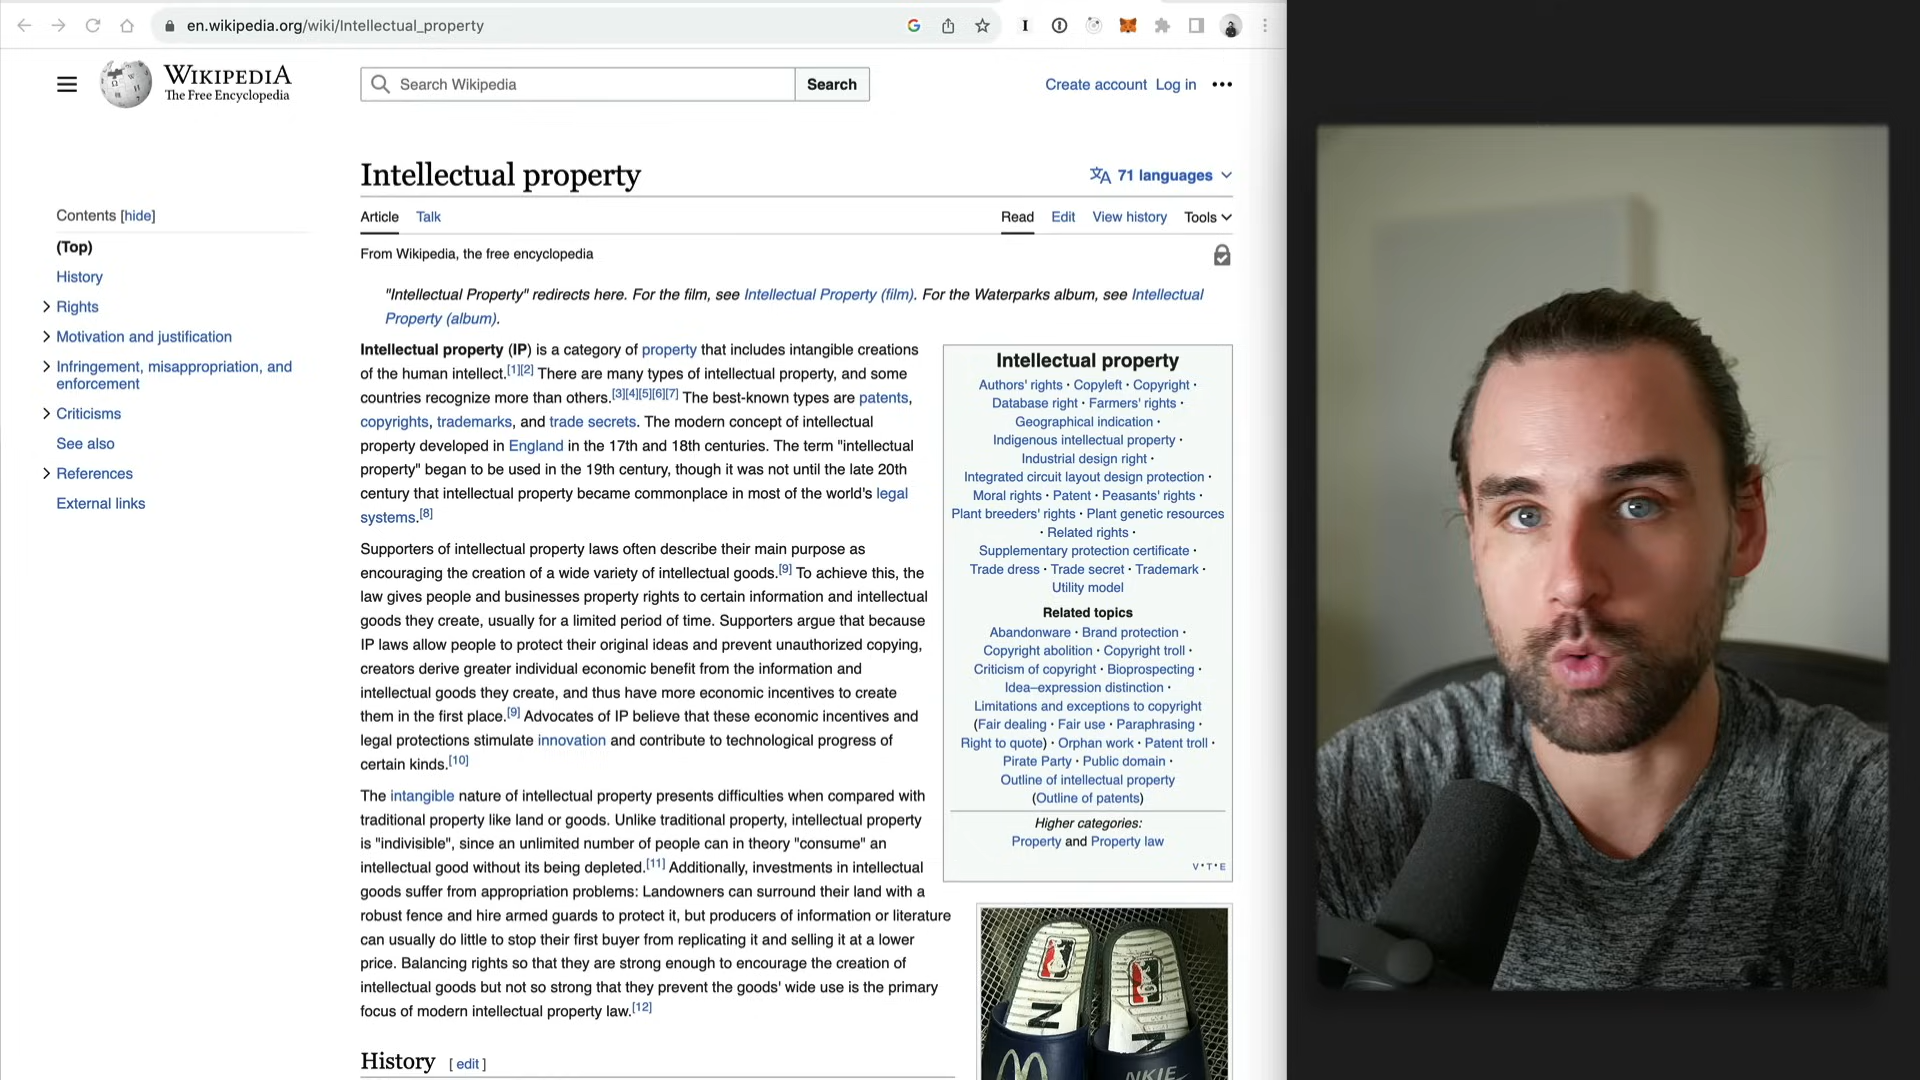 en.wikipedia.org/wiki/Intellectual_property
WIKIPEDIA
The Free Encyclopedia
Search Wikipedia
Search
Create account Log in
Intellectual property
71 languages
Contents [hide]
(Top)
History
Rights
Motivation and justification
Infringement, misappropriation, and
enforcement
Criticisms
See also
References
External links
Article Talk
Read Edit View history Tools
From Wikipedia, the free encyclopedia
"Intellectual Property" redirects here. For the film, see Intellectual Property (film). For the Waterparks album, see Intellectual
Property (album).
Intellectual property (IP) is a category of property that includes intangible creations
of the human intellect.[1][2] There are many types of intellectual property, and some
countries recognize more than others.[3][4][5][6][7] The best-known types are patents,
copyrights, trademarks, and trade secrets. The modern concept of intellectual
property developed in England in the 17th and 18th centuries. The term "intellectual
property" began to be used in the 19th century, though it was not until the late 20th
century that intellectual property became commonplace in most of the world's legal
systems.[8]
Supporters of intellectual property laws often describe their main purpose as
encouraging the creation of a wide variety of intellectual goods.[9] To achieve this, the
law gives people and businesses property rights to certain information and intellectual
goods they create, usually for a limited period of time. Supporters argue that because
IP laws allow people to protect their original ideas and prevent unauthorized copying,
creators derive greater individual economic benefit from the information and
intellectual goods they create, and thus have more economic incentives to create
them in the first place.[9] Advocates of IP believe that these economic incentives and
legal protections stimulate innovation and contribute to technological progress of
certain kinds.[10]
The intangible nature of intellectual property presents difficulties when compared with
traditional property like land or goods. Unlike traditional property, intellectual property
is "indivisible", since an unlimited number of people can in theory "consume" an
intellectual good without its being depleted.[11] Additionally, investments in intellectual
goods suffer from appropriation problems: Landowners can surround their land with a
robust fence and hire armed guards to protect it, but producers of information or literature
can usually do little to stop their first buyer from replicating it and selling it at a lower
price. Balancing rights so that they are strong enough to encourage the creation of
intellectual goods but not so strong that they prevent the goods' wide use is the primary
focus of modern intellectual property law.[12]
History [ edit ]
Intellectual property
Authors' rights · Copyleft · Copyright ·
Database right · Farmers' rights ·
Geographical indication ·
Indigenous intellectual property ·
Industrial design right ·
Integrated circuit layout design protection ·
Moral rights · Patent · Peasants' rights ·
Plant breeders' rights · Plant genetic resources
· Related rights ·
Supplementary protection certificate ·
Trade dress · Trade secret · Trademark ·
Utility model
Related topics
Abandonware · Brand protection ·
Copyright abolition · Copyright troll ·
Criticism of copyright · Bioprospecting ·
Idea–expression distinction ·
Limitations and exceptions to copyright
(Fair dealing · Fair use · Paraphrasing ·
Right to quote) · Orphan work · Patent troll ·
Pirate Party · Public domain ·
Outline of intellectual property
(Outline of patents)
Higher categories:
Property and Property law
V·T·E
NKIE